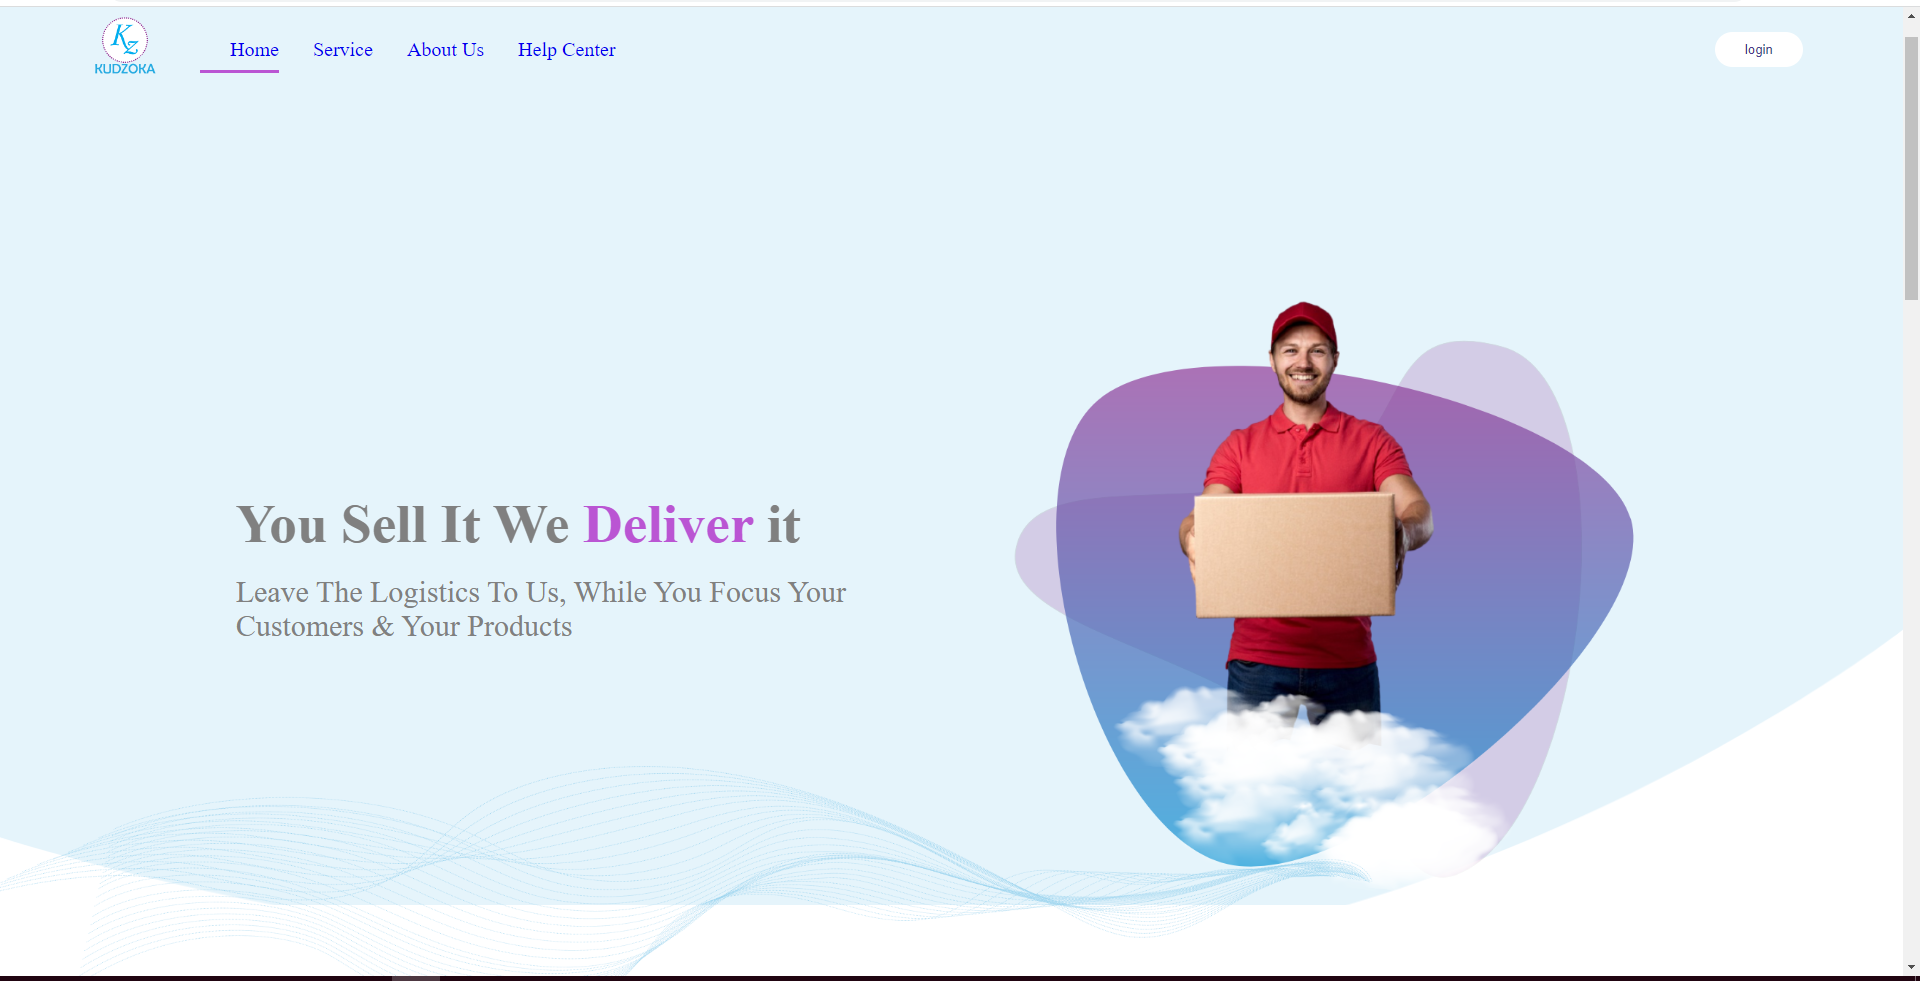 Kz
KUDZOKA
Home Service About Us Help Center
login
You Sell It We Deliver it
Leave The Logistics To Us, While You Focus Your
Customers & Your Products